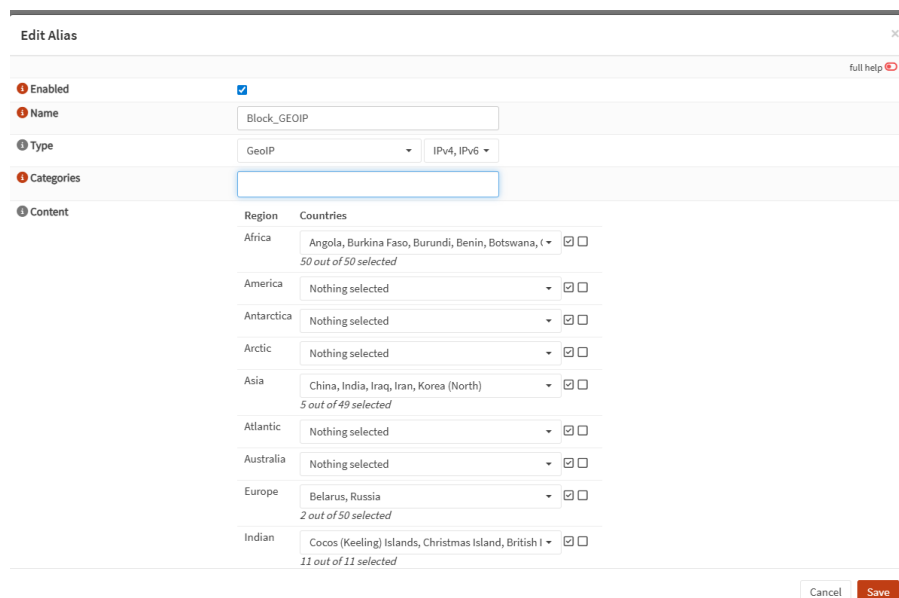 Edit Alias ×
full help
Enabled
Name Block_GEOIP
Type GeoIP IPv4, IPv6
Categories
Content Region Countries
Africa Angola, Burkina Faso, Burundi, Benin, Botswana,
50 out of 50 selected
America Nothing selected
Antarctica Nothing selected
Arctic Nothing selected
Asia China, India, Iraq, Iran, Korea (North)
5 out of 49 selected
Atlantic Nothing selected
Australia Nothing selected
Europe Belarus, Russia
2 out of 50 selected
Indian Cocos (Keeling) Islands, Christmas Island, British I
11 out of 11 selected
Cancel Save